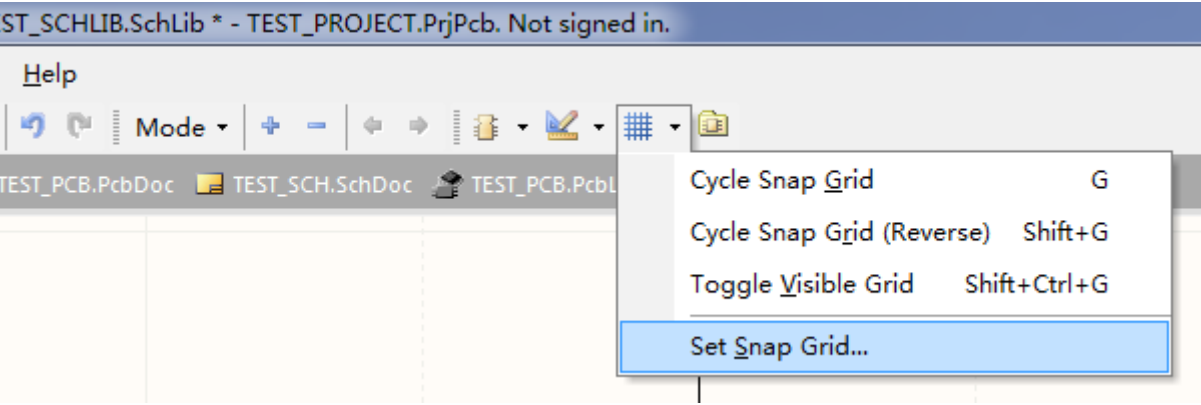 ST_SCHLIB.SchLib * - TEST_PROJECT.PrjPcb. Not signed in.
Help
Mode
TEST_PCB.PcbDoc TEST_SCH.SchDoc TEST_PCB.PcbL
Cycle Snap Grid G
Cycle Snap Grid (Reverse) Shift+G
Toggle Visible Grid Shift+Ctrl+G
Set Snap Grid...